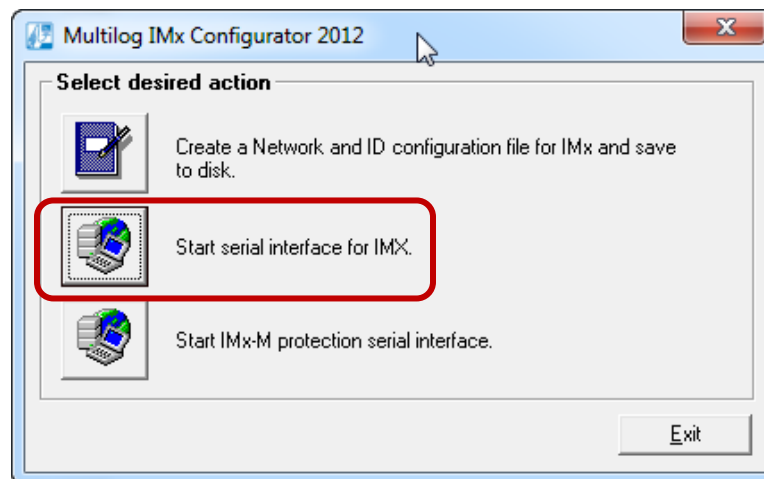 Multilog IMx Configurator 2012
Select desired action
Create a Network and ID configuration file for IMx and save
to disk.
Start serial interface for IMX.
Start IMx-M protection serial interface.
Exit